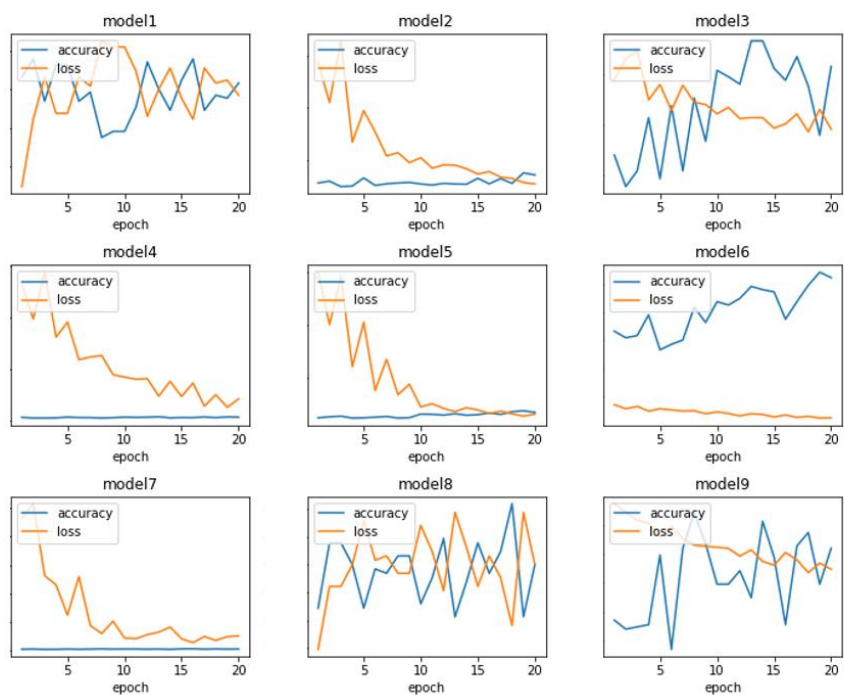 model1
model2
model3
accuracy
loss
accuracy
loss
accuracy
loss
5
10
15
20
5
10
15
20
5
10
15
20
epoch
epoch
epoch
model4
model5
model6
accuracy
loss
accuracy
loss
accuracy
loss
5
10
15
20
5
10
15
20
5
10
15
20
epoch
epoch
epoch
model7
model8
model9
accuracy
loss
accuracy
loss
accuracy
loss
5
10
15
20
5
10
15
20
5
10
15
20
epoch
epoch
epoch